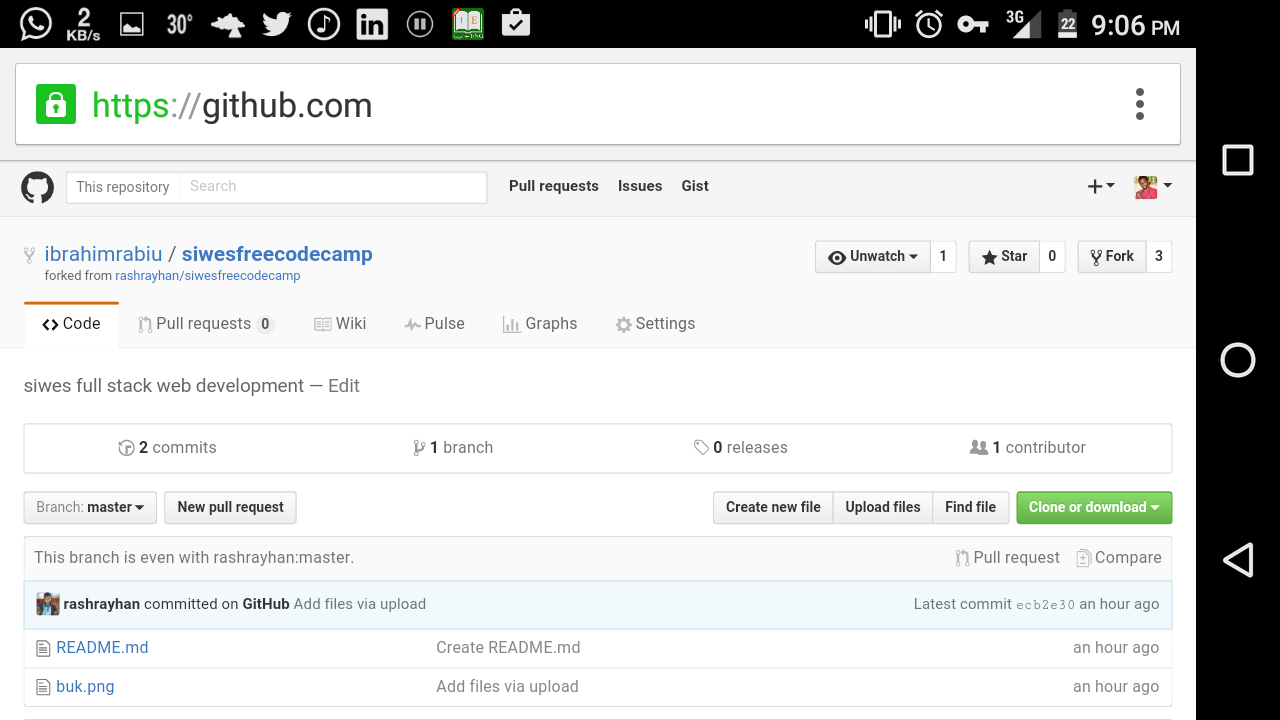 2 KB/s 30° 3G 22 9:06 PM
https://github.com
This repository Search Pull requests Issues Gist
ibrahimrabiu / siwesfreecodecamp Unwatch 1 Star 0 Fork 3
forked from rashrayhan/siwesfreecodecamp
Code Pull requests 0 Wiki Pulse Graphs Settings
siwes full stack web development — Edit
2 commits 1 branch 0 releases 1 contributor
Branch: master New pull request Create new file Upload files Find file Clone or download
This branch is even with rashrayhan:master. Pull request Compare
rashrayhan committed on GitHub Add files via upload Latest commit ecb2e30 an hour ago
README.md Create README.md an hour ago
buk.png Add files via upload an hour ago